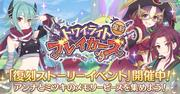 トワイライト
ブレイカーズ
「復刻ストーリーイベント」開催中！
アンナとミツキのメモリーピースを集めよう！